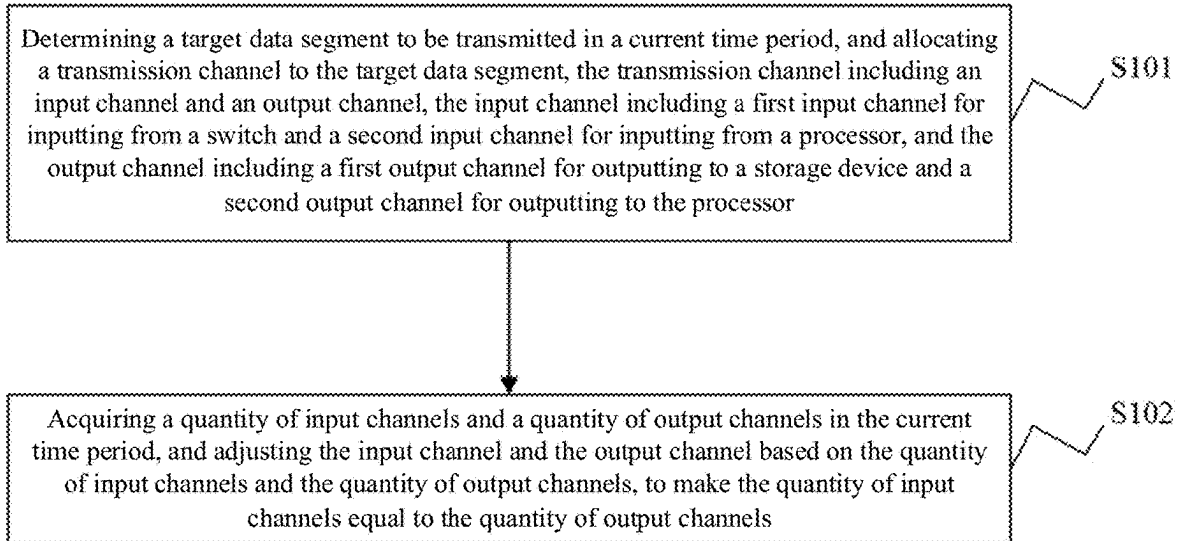 Determining a target data segment to be transmitted in a current time period, and allocating
a transmission channel to the target data segment, the transmission channel including an
input channel and an output channel, the input channel including a first input channel for
inputting from a switch and a second input channel for inputting from a processor, and the
output channel including a first output channel for outputting to a storage device and a
second output channel for outputting to the processor
S101
Acquiring a quantity of input channels and a quantity of output channels in the current
time period, and adjusting the input channel and the output channel based on the quantity
of input channels and the quantity of output channels, to make the quantity of input
channels equal to the quantity of output channels
S102